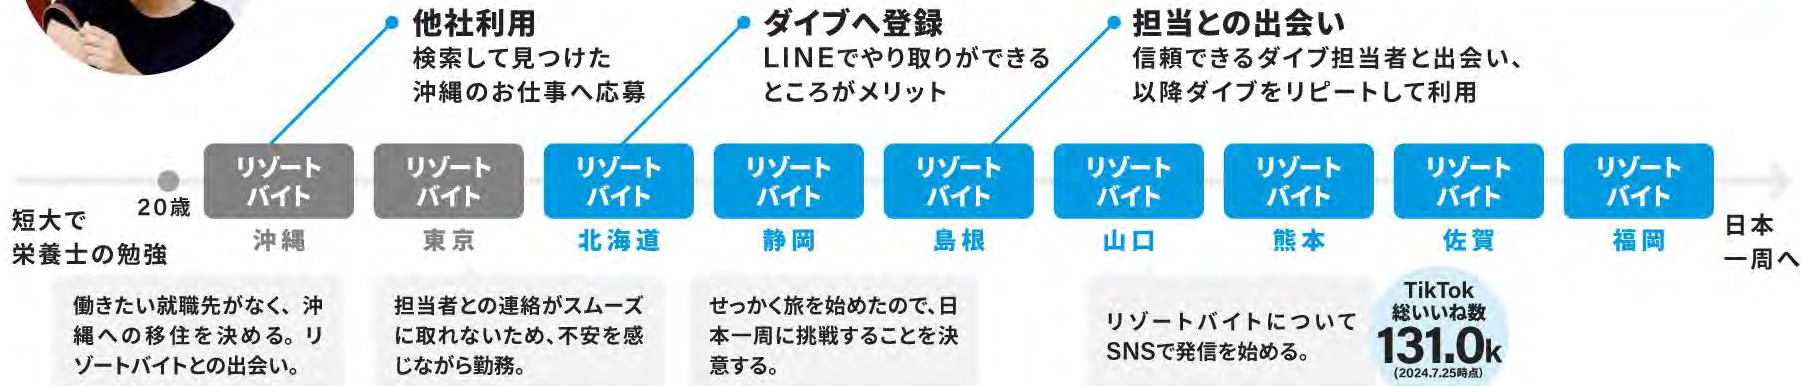 他社利用
検索して見つけた
沖縄のお仕事へ応募
ダイブへ登録
LINEでやり取りができる
ところがメリット
担当との出会い
信頼できるダイブ担当者と出会い、
以降ダイブをリピートして利用
短大で
栄養士の勉強
20歳
リゾート
バイト
沖縄
リゾート
バイト
東京
リゾート
バイト
北海道
リゾート
バイト
静岡
リゾート
バイト
島根
リゾート
バイト
山口
リゾート
バイト
熊本
リゾート
バイト
佐賀
リゾート
バイト
福岡
日本
一周へ
働きたい就職先がなく、沖
縄への移住を決める。リ
ゾートバイトとの出会い。
担当者との連絡がスムーズ
に取れないため、不安を感
じながら勤務。
せっかく旅を始めたので、日
本一周に挑戦することを決
意する。
リゾートバイトについて
SNSで発信を始める。
TikTok
総いいね数
131.0k
(2024.7.25時点)